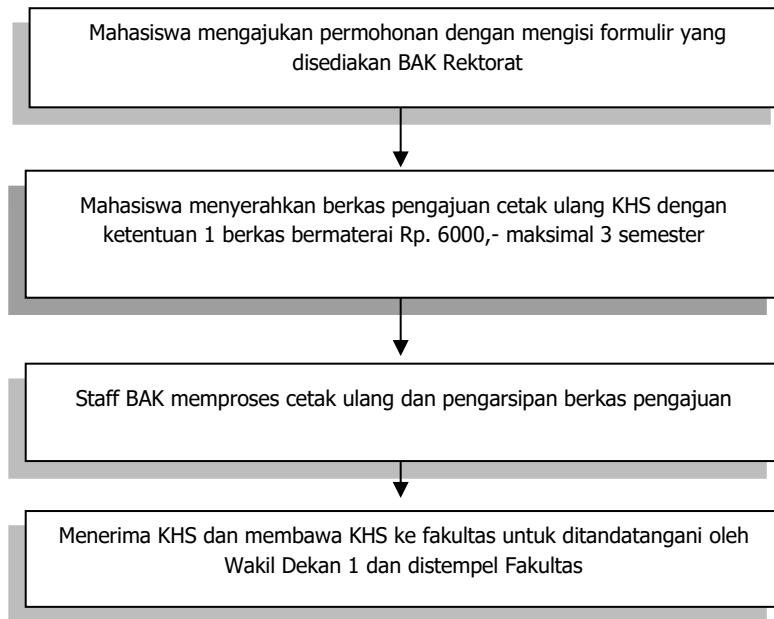 Mahasiswa mengajukan permohonan dengan mengisi formulir yang
disediakan BAK Rektorat
Mahasiswa menyerahkan berkas pengajuan cetak ulang KHS dengan
ketentuan 1 berkas bermaterai Rp. 6000,- maksimal 3 semester
Staff BAK memproses cetak ulang dan pengarsipan berkas pengajuan
Menerima KHS dan membawa KHS ke fakultas untuk ditandatangani oleh
Wakil Dekan 1 dan distempel Fakultas